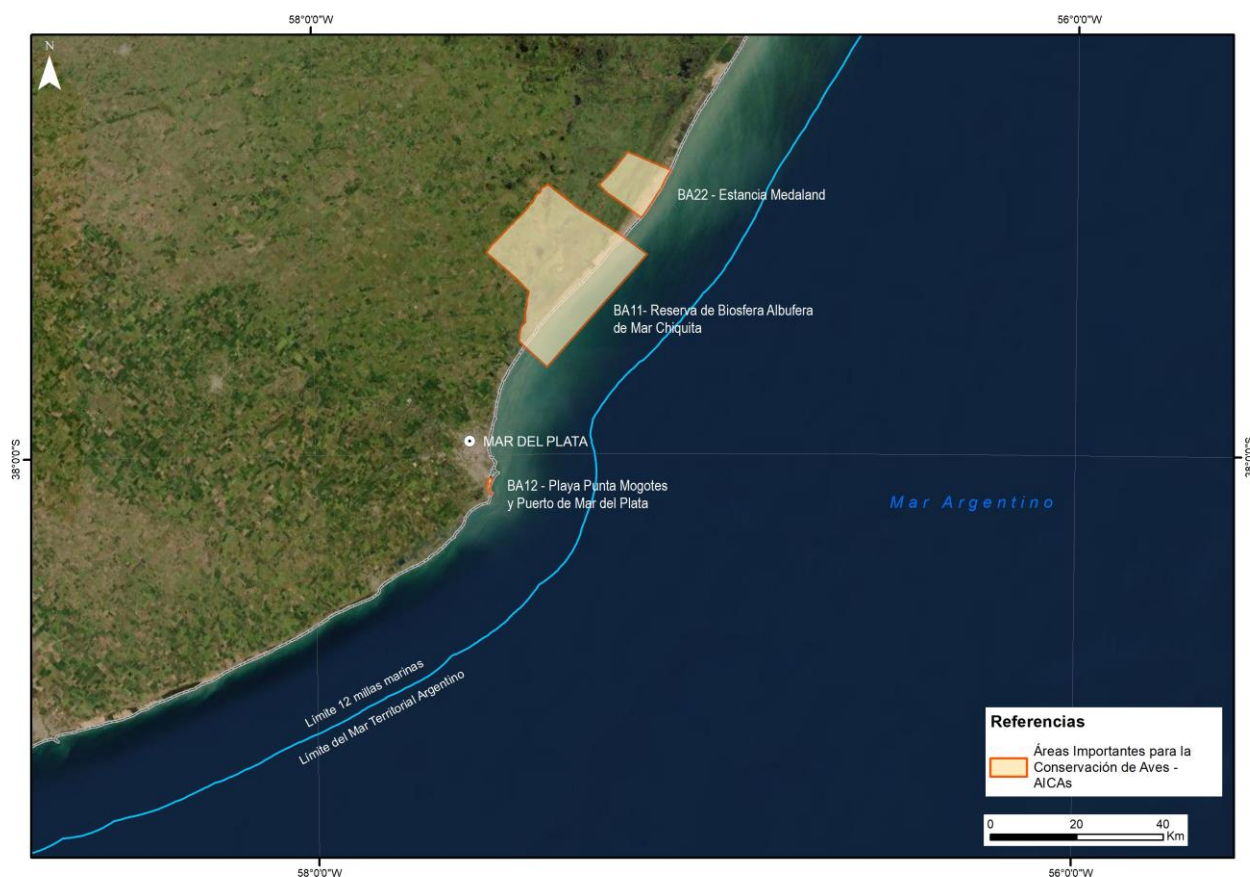 58°0'0"W
56°0'0"W
N
BA22 - Estancia Medaland
BA11- Reserva de Biosfera Albufera
de Mar Chiquita
MAR DEL PLATA
38°0'0"S
38°0'0"S
BA12 - Playa Punta Mogotes
y Puerto de Mar del Plata
Mar Argentino
Límite 12 millas marinas
Límite del Mar Territorial Argentino
Referencias
Áreas Importantes para la
Conservación de Aves -
AICAs
0 20 40
Km
58°0'0"W
56°0'0"W